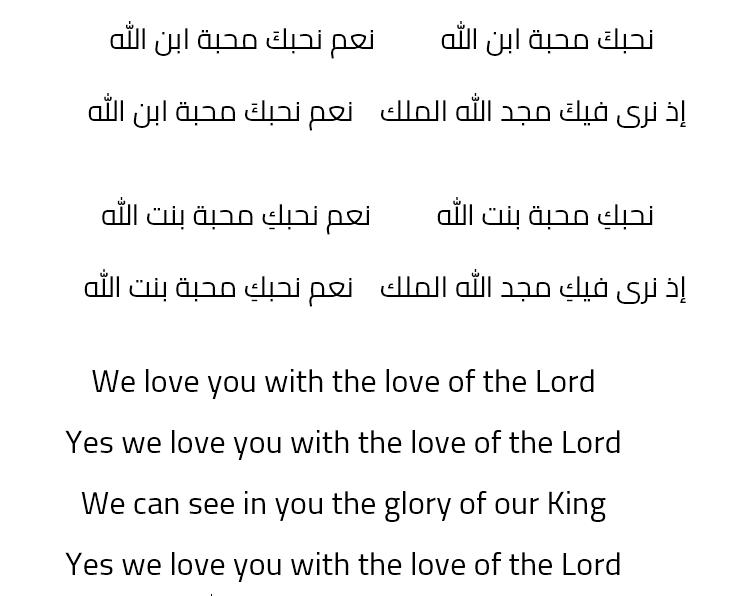 نحبكَ محبة ابن الله نعم نحبكَ محبة ابن الله
إذ نرى فيكَ مجد الله الملك نعم نحبكَ محبة ابن الله
نحبكِ محبة بنت الله نعم نحبكِ محبة بنت الله
إذ نرى فيكِ مجد الله الملك نعم نحبكِ محبة بنت الله
We love you with the love of the Lord
Yes we love you with the love of the Lord
We can see in you the glory of our King
Yes we love you with the love of the Lord